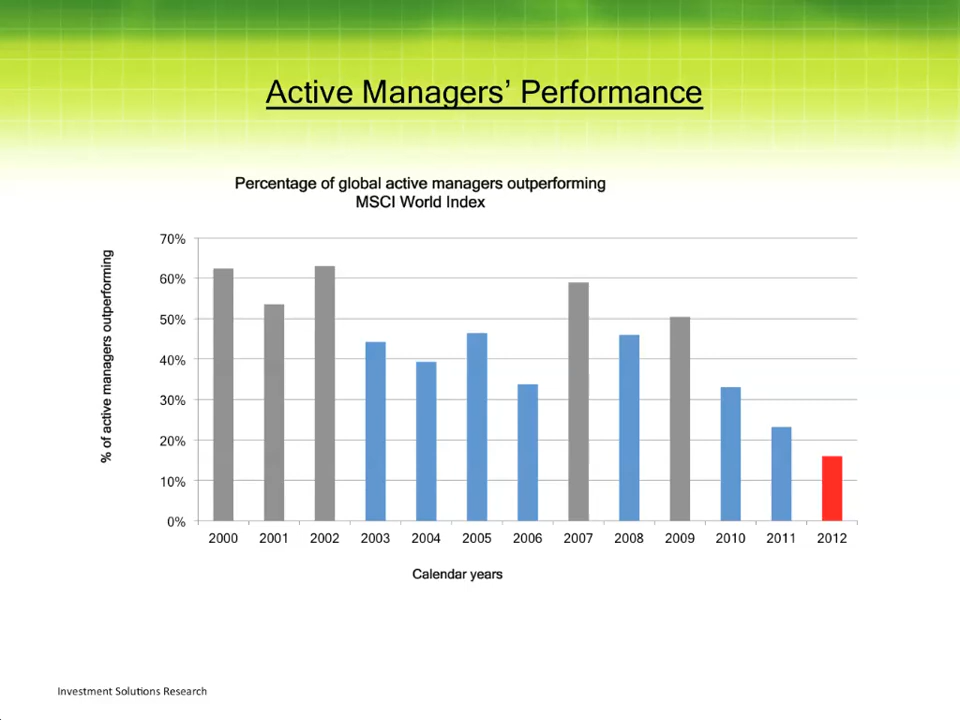 Active Managers’ Performance
Percentage of global active managers outperforming
MSCI World Index
% of active managers outperforming
70%
60%
50%
40%
30%
20%
10%
0%
2000 2001 2002 2003 2004 2005 2006 2007 2008 2009 2010 2011 2012
Calendar years
Investment Solutions Research